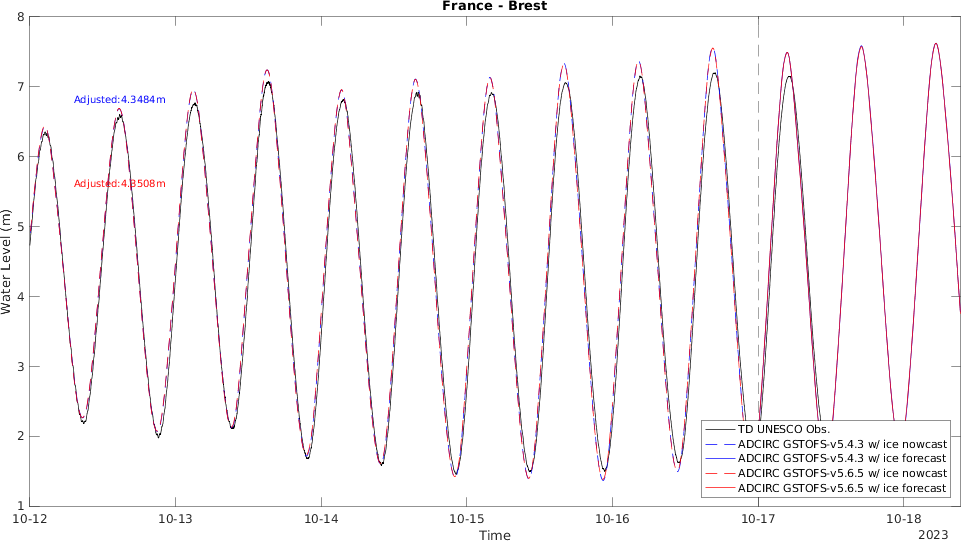 France - Brest
8
7
6
5
4
3
2
1
Water Level (m)
Adjusted:4.3484m
Adjusted:4.3508m
TD UNESCO Obs.
ADCIRC GSTOFS-v5.4.3 w/ ice nowcast
ADCIRC GSTOFS-v5.4.3 w/ ice forecast
ADCIRC GSTOFS-v5.6.5 w/ ice nowcast
ADCIRC GSTOFS-v5.6.5 w/ ice forecast
10-12
10-13
10-14
10-15
10-16
10-17
10-18
Time
2023